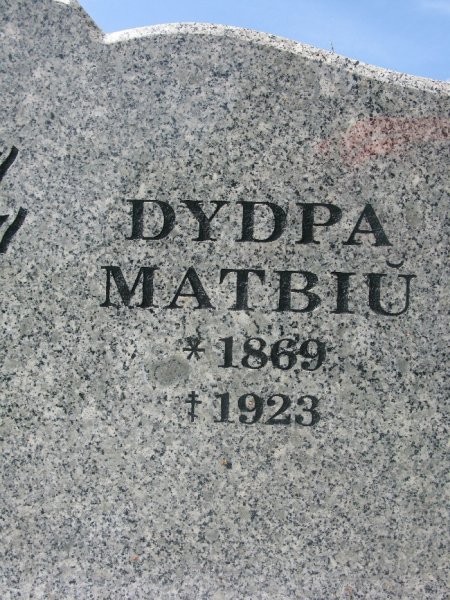 DYDPA
MATBIŬ
* 1869
† 1923